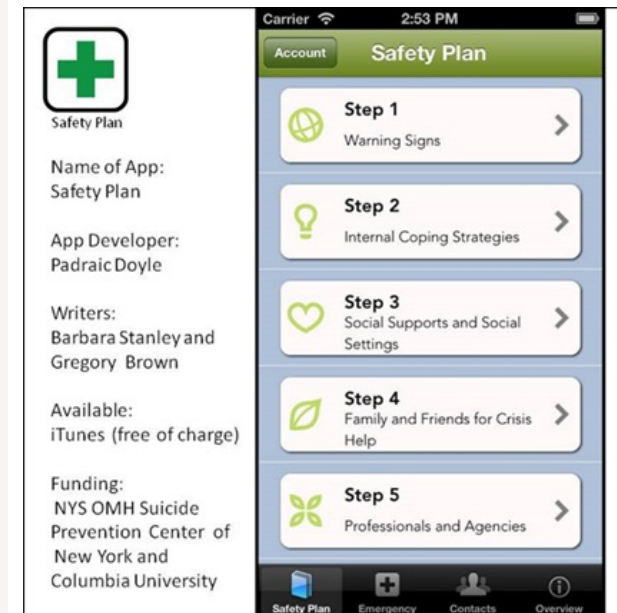 Safety Plan
Name of App:
Safety Plan
App Developer:
Padraic Doyle
Writers:
Barbara Stanley and
Gregory Brown
Available:
iTunes (free of charge)
Funding:
NYS OMH Suicide
Prevention Center of
New York and
Columbia University
Carrier 2:53 PM
Account Safety Plan
Step 1
Warning Signs
Step 2
Internal Coping Strategies
Step 3
Social Supports and Social
Settings
Step 4
Family and Friends for Crisis
Help
Step 5
Professionals and Agencies
Safety Plan Emergency Contacts Overview